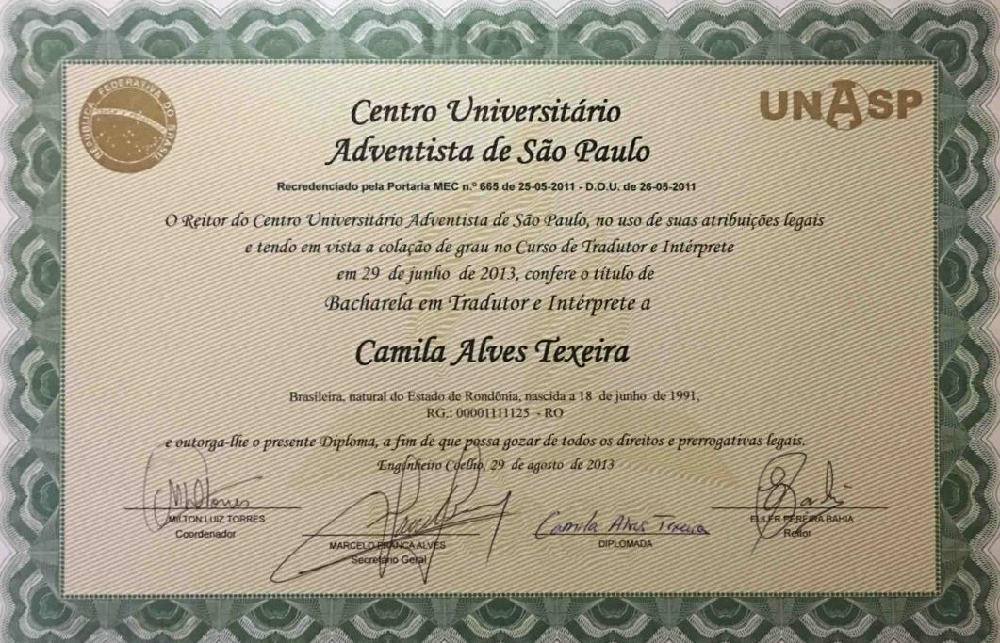 REPÚBLICA FEDERATIVA DO BRASIL
UNASP
Centro Universitário
Adventista de São Paulo
Recredenciado pela Portaria MEC n.º 665 de 25-05-2011 - D.O.U. de 26-05-2011
O Reitor do Centro Universitário Adventista de São Paulo, no uso de suas atribuições legais
e tendo em vista a colação de grau no Curso de Tradutor e Intérprete
em 29 de junho de 2013, confere o título de
Bacharela em Tradutor e Intérprete a
Camila Alves Texeira
Brasileira, natural do Estado de Rondônia, nascida a 18 de junho de 1991,
RG.: 00001111125 - RO
e outorga-lhe o presente Diploma, a fim de que possa gozar de todos os direitos e prerrogativas legais.
Engenheiro Coelho, 29 de agosto de 2013
MILTON LUIZ TORRES
Coordenador
MARCELO FRANCA ALVES
Secretário Geral
Camila Alves Texeira
DIPLOMADA
EULER PEREIRA BAHIA
Reitor